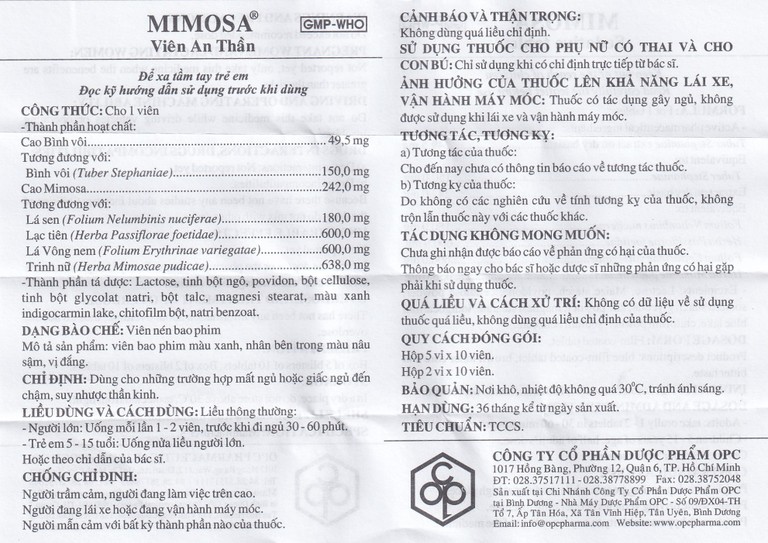 MIMOSA®
GMP-WHO
Viên An Thần
Để xa tầm tay trẻ em
Đọc kỹ hướng dẫn sử dụng trước khi dùng
CÔNG THỨC: Cho 1 viên
-Thành phần hoạt chất:
Cao Bình vôi.......................................................49,5mg
Tương đương với:
Bình vôi (Tuber Stephaniae)................................150,0mg
Cao Mimosa.......................................................242,0mg
Tương đương với:
Lá sen (Folium Nelumbinis nuciferae)..................180,0mg
Lạc tiên (Herba Passiflorae foetidae)...................600,0mg
Lá Vông nem (Folium Erythrinae variegatae)........600,0mg
Trinh nữ (Herba Mimosae pudicae)......................638,0mg
-Thành phần tá dược: Lactose, tinh bột ngô, povidon, bột cellulose,
tinh bột glycolat natri, bột talc, magnesi stearat, màu xanh
indigocarmin lake, chitofilm bột, natri benzoat.
DẠNG BÀO CHẾ: Viên nén bao phim
Mô tả sản phẩm: viên bao phim màu xanh, nhân bên trong màu nâu
sậm, vị đắng.
CHỈ ĐỊNH: Dùng cho những trường hợp mất ngủ hoặc giấc ngủ đến
chậm, suy nhược thần kinh.
LIỀU DÙNG VÀ CÁCH DÙNG: Liều thông thường:
- Người lớn: Uống mỗi lần 1 - 2 viên, trước khi đi ngủ 30 - 60 phút.
- Trẻ em 5 - 15 tuổi: Uống nửa liều người lớn.
Hoặc theo chỉ dẫn của bác sĩ.
CHỐNG CHỈ ĐỊNH:
Người trầm cảm, người đang làm việc trên cao.
Người đang lái xe hoặc đang vận hành máy móc.
Người mẫn cảm với bất kỳ thành phần nào của thuốc.
CẢNH BÁO VÀ THẬN TRỌNG:
Không dùng quá liều chỉ định.
SỬ DỤNG THUỐC CHO PHỤ NỮ CÓ THAI VÀ CHO
CON BÚ: Chỉ sử dụng khi có chỉ định trực tiếp từ bác sĩ.
ẢNH HƯỞNG CỦA THUỐC LÊN KHẢ NĂNG LÁI XE,
VẬN HÀNH MÁY MÓC: Thuốc có tác dụng gây ngủ, không
được sử dụng khi lái xe và vận hành máy móc.
TƯƠNG TÁC, TƯƠNG KỴ:
a) Tương tác của thuốc:
Cho đến nay chưa có thông tin báo cáo về tương tác thuốc.
b) Tương kỵ của thuốc:
Do không có các nghiên cứu về tính tương kỵ của thuốc, không
trộn lẫn thuốc này với các thuốc khác.
TÁC DỤNG KHÔNG MONG MUỐN:
Chưa ghi nhận được báo cáo về phản ứng có hại của thuốc.
Thông báo ngay cho bác sĩ hoặc dược sĩ những phản ứng có hại gặp
phải khi sử dụng thuốc.
QUÁ LIỀU VÀ CÁCH XỬ TRÍ: Không có dữ liệu về sử dụng
thuốc quá liều, không dùng quá liều chỉ định của thuốc.
QUY CÁCH ĐÓNG GÓI:
Hộp 5 vỉ x 10 viên.
Hộp 2 vỉ x 10 viên.
BẢO QUẢN: Nơi khô, nhiệt độ không quá 30°C, tránh ánh sáng.
HẠN DÙNG: 36 tháng kể từ ngày sản xuất.
TIÊU CHUẨN: TCCS.
OPC
CÔNG TY CỔ PHẦN DƯỢC PHẨM OPC
1017 Hồng Bàng, Phường 12, Quận 6, TP. Hồ Chí Minh
ĐT: 028.37517111 - 028.38778899 Fax: 028.38752048
Sản xuất tại Chi Nhánh Công Ty Cổ Phần Dược Phẩm OPC
tại Bình Dương - Nhà Máy Dược Phẩm OPC - Số 09/ĐX04-TH
Tổ 7, Ấp Tân Hóa, Xã Tân Vĩnh Hiệp, Tân Uyên, Bình Dương
Email: info@opcpharma.com Website: www.opcpharma.com